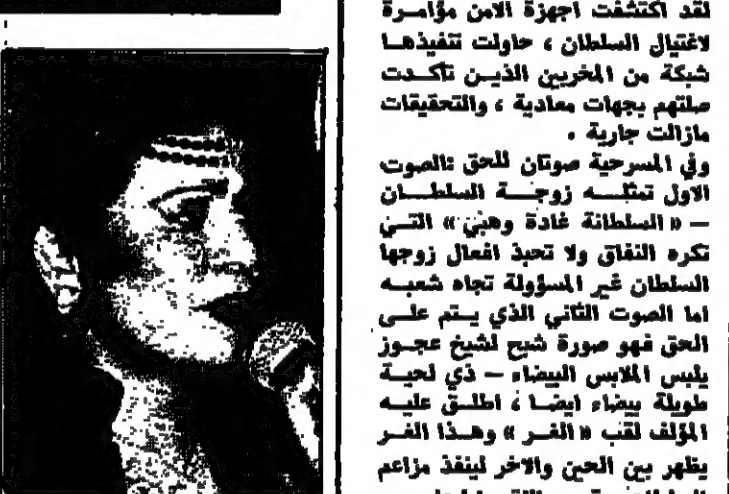 لقد اكتشفت اجهزة الامن مؤامرة
لاغتيال السلطان ، حاولت تنفيذها
شبكة من المخربين الذين تاكدت
صلتهم بجهات معادية ، والتحقيقات
مازالت جارية .
وفي المسرحية صوتان للحق :الصوت
الاول تمثله زوجة السلطان
— « السلطانة غادة وهبي » التي
تكره النفاق ولا تحبذ افعال زوجها
السلطان غير المسؤولة تجاه شعبه
اما الصوت الثاني الذي يتم على
الحق فهو صورة شبح لشيخ عجوز
يلبس الملابس البيضاء — ذي لحية
طويلة بيضاء ايضا ، اطلق عليه
المؤلف لقب « الغر » وهذا الغر
يظهر بين الحين والاخر لينفذ مزاعم